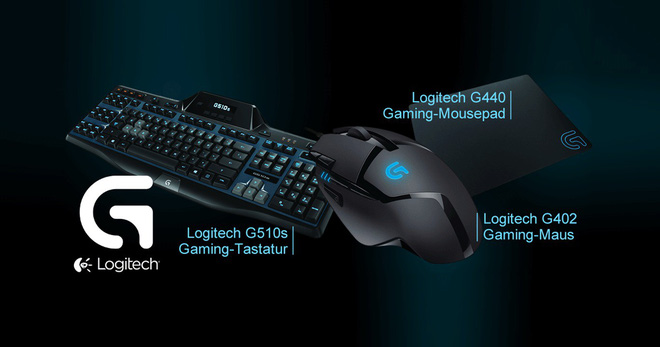 G510s
Logitech G440
Gaming-Mousepad
Logitech
Logitech G510s
Gaming-Tastatur
Logitech G402
Gaming-Maus